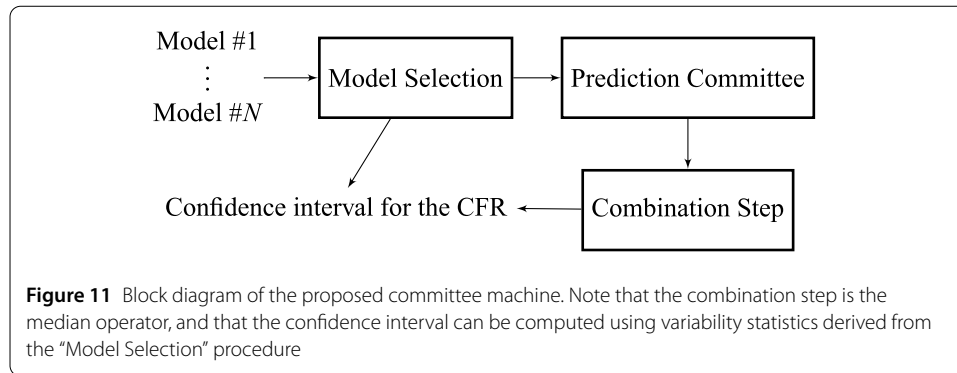 Model #1
⋮
Model #N
Model Selection
Prediction Committee
Confidence interval for the CFR
Combination Step
Figure 11 Block diagram of the proposed committee machine. Note that the combination step is the
median operator, and that the confidence interval can be computed using variability statistics derived from
the “Model Selection” procedure